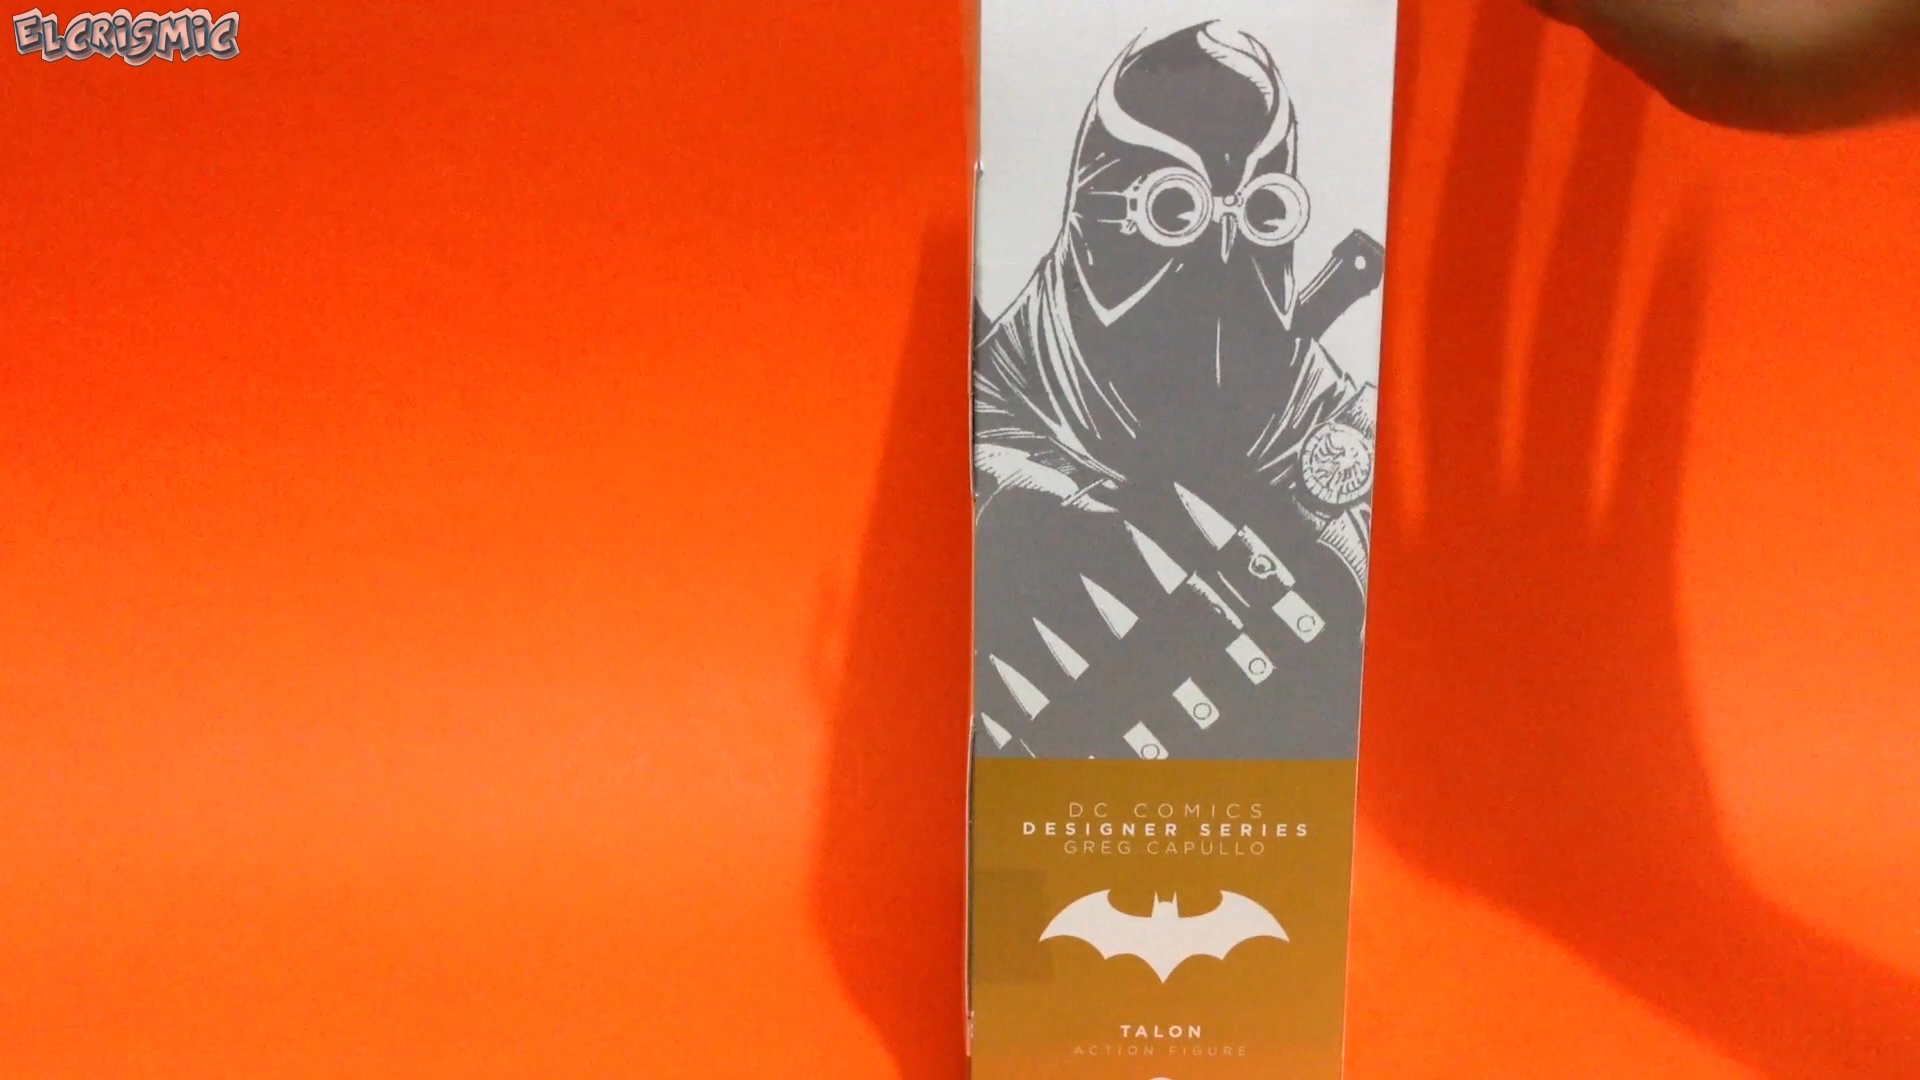 ELCRISMIC
DC COMICS
DESIGNER SERIES
GREG CAPULLO
TALON
ACTION FIGURE